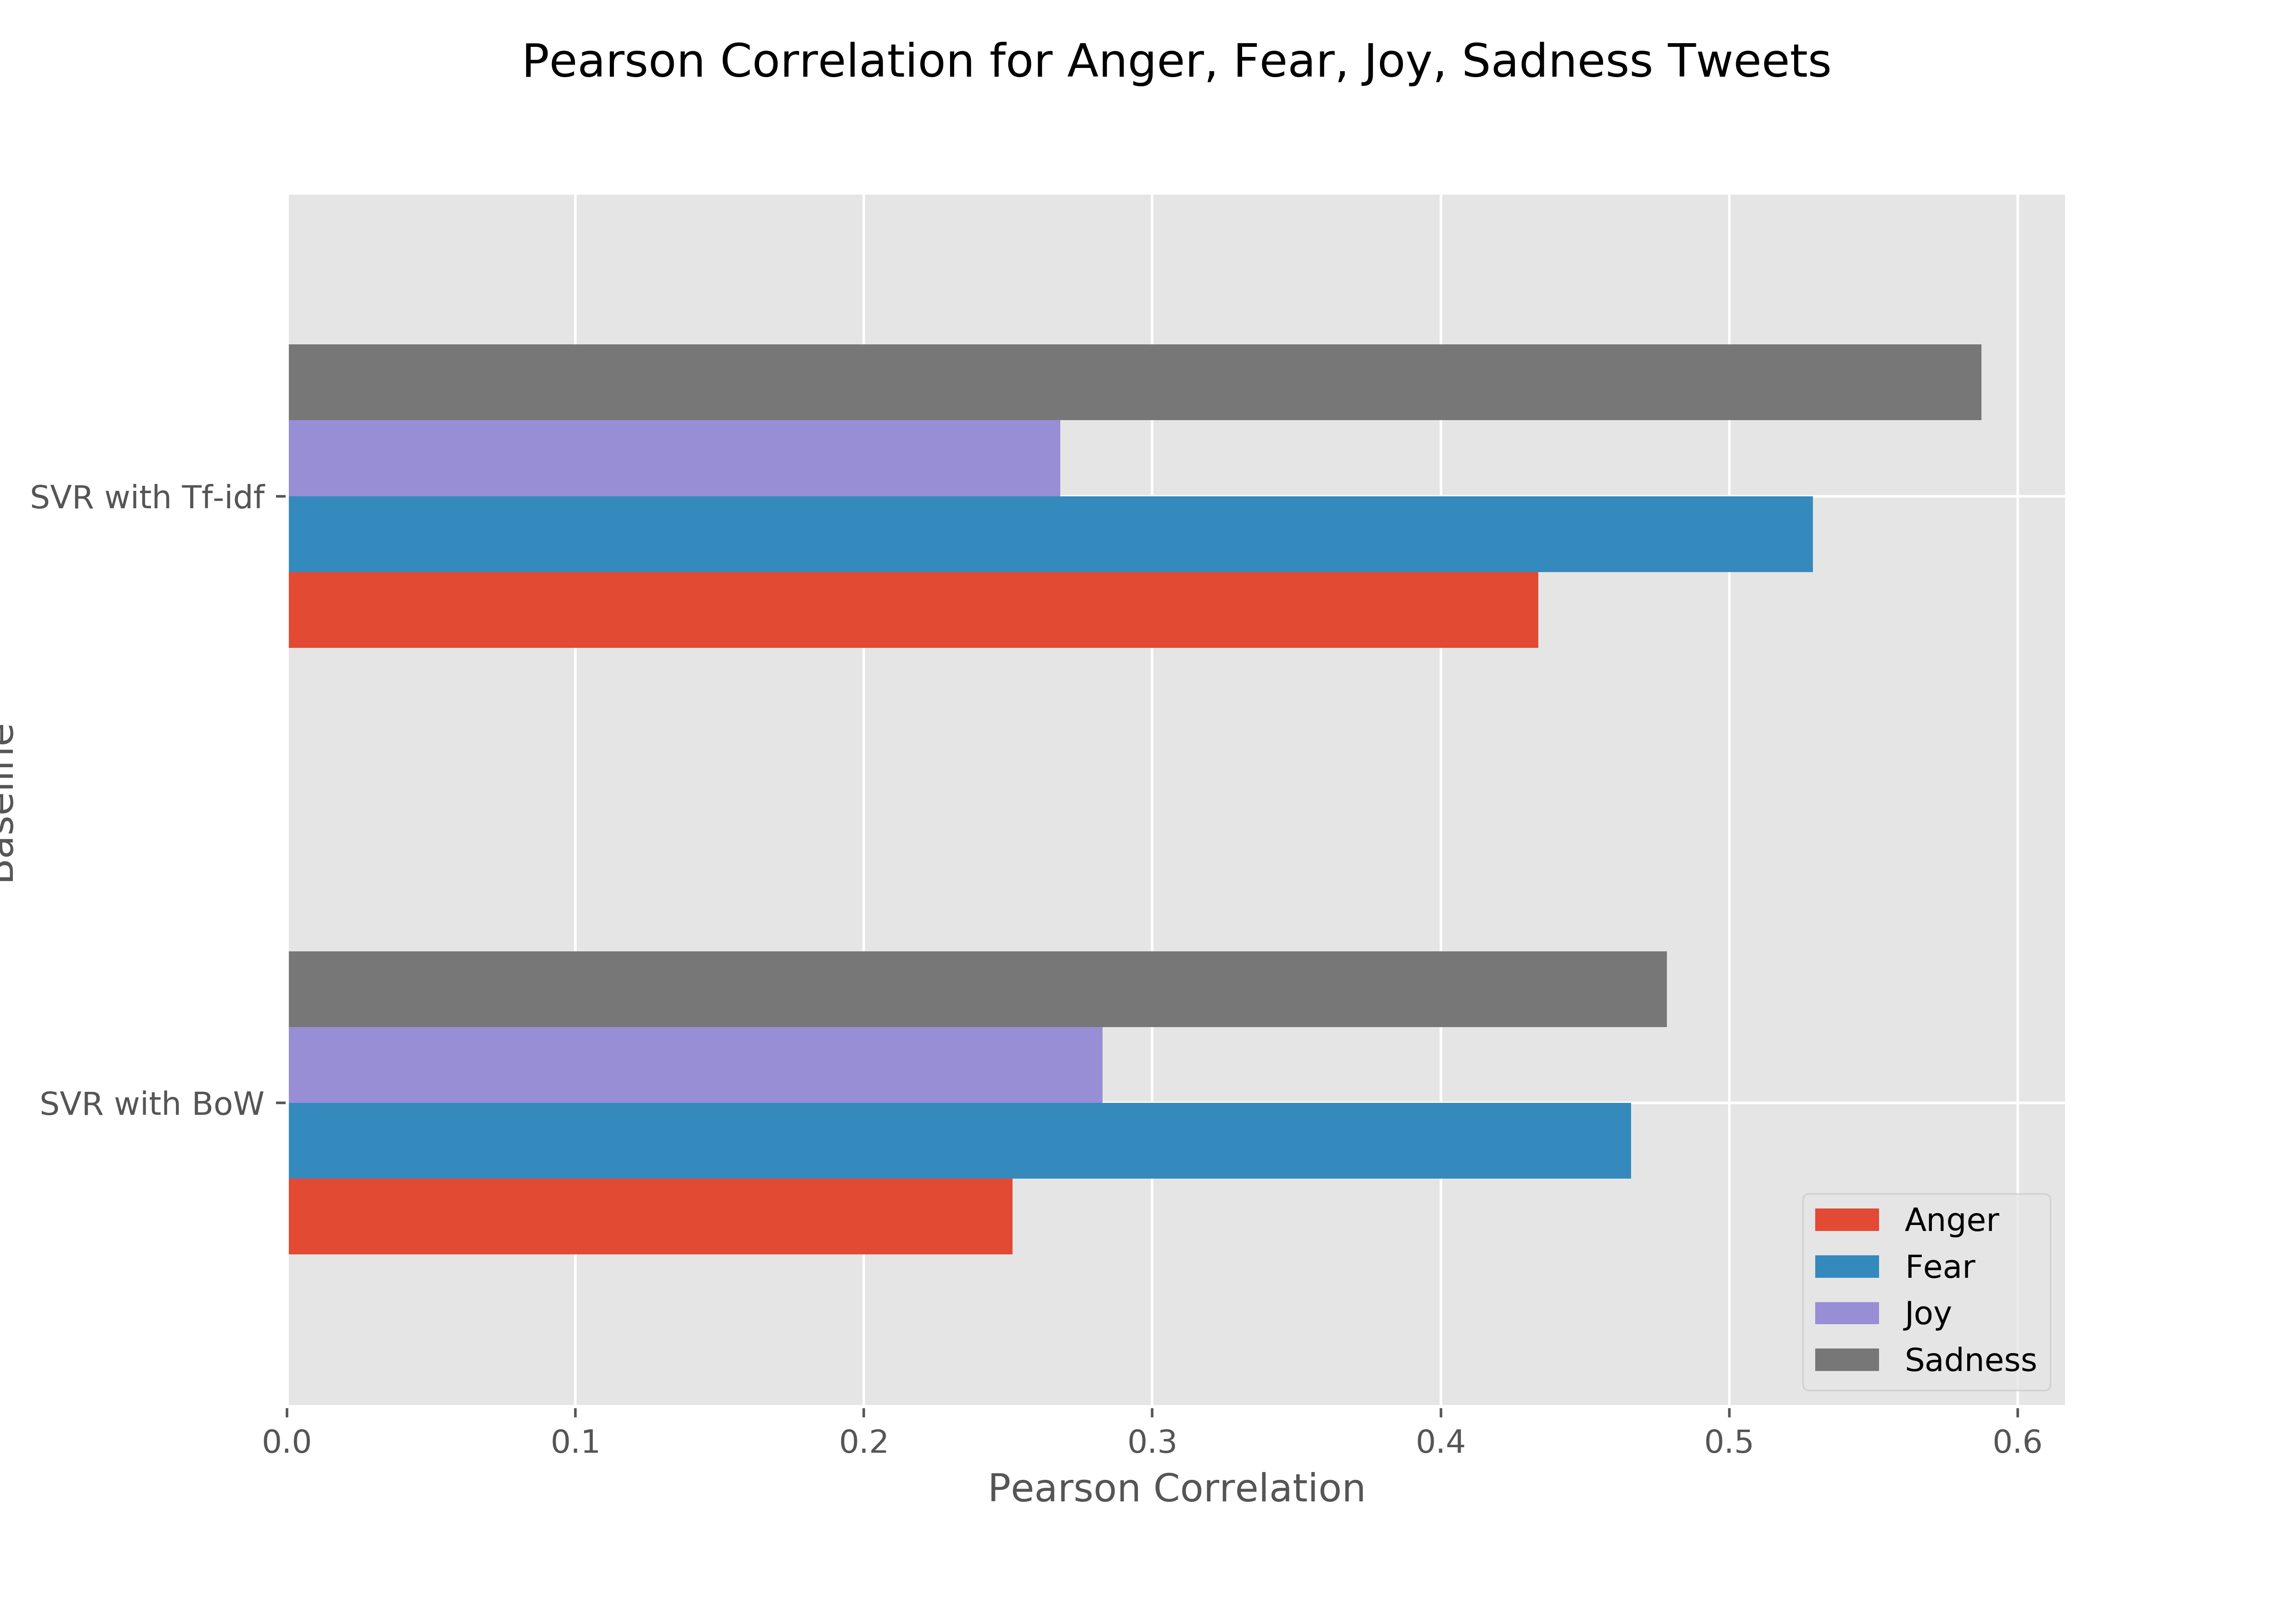 Pearson Correlation for Anger, Fear, Joy, Sadness Tweets
SVR with Tf-idf
Baseline
SVR with BoW
Anger
Fear
Joy
Sadness
0.0 0.1 0.2 0.3 0.4 0.5 0.6
Pearson Correlation